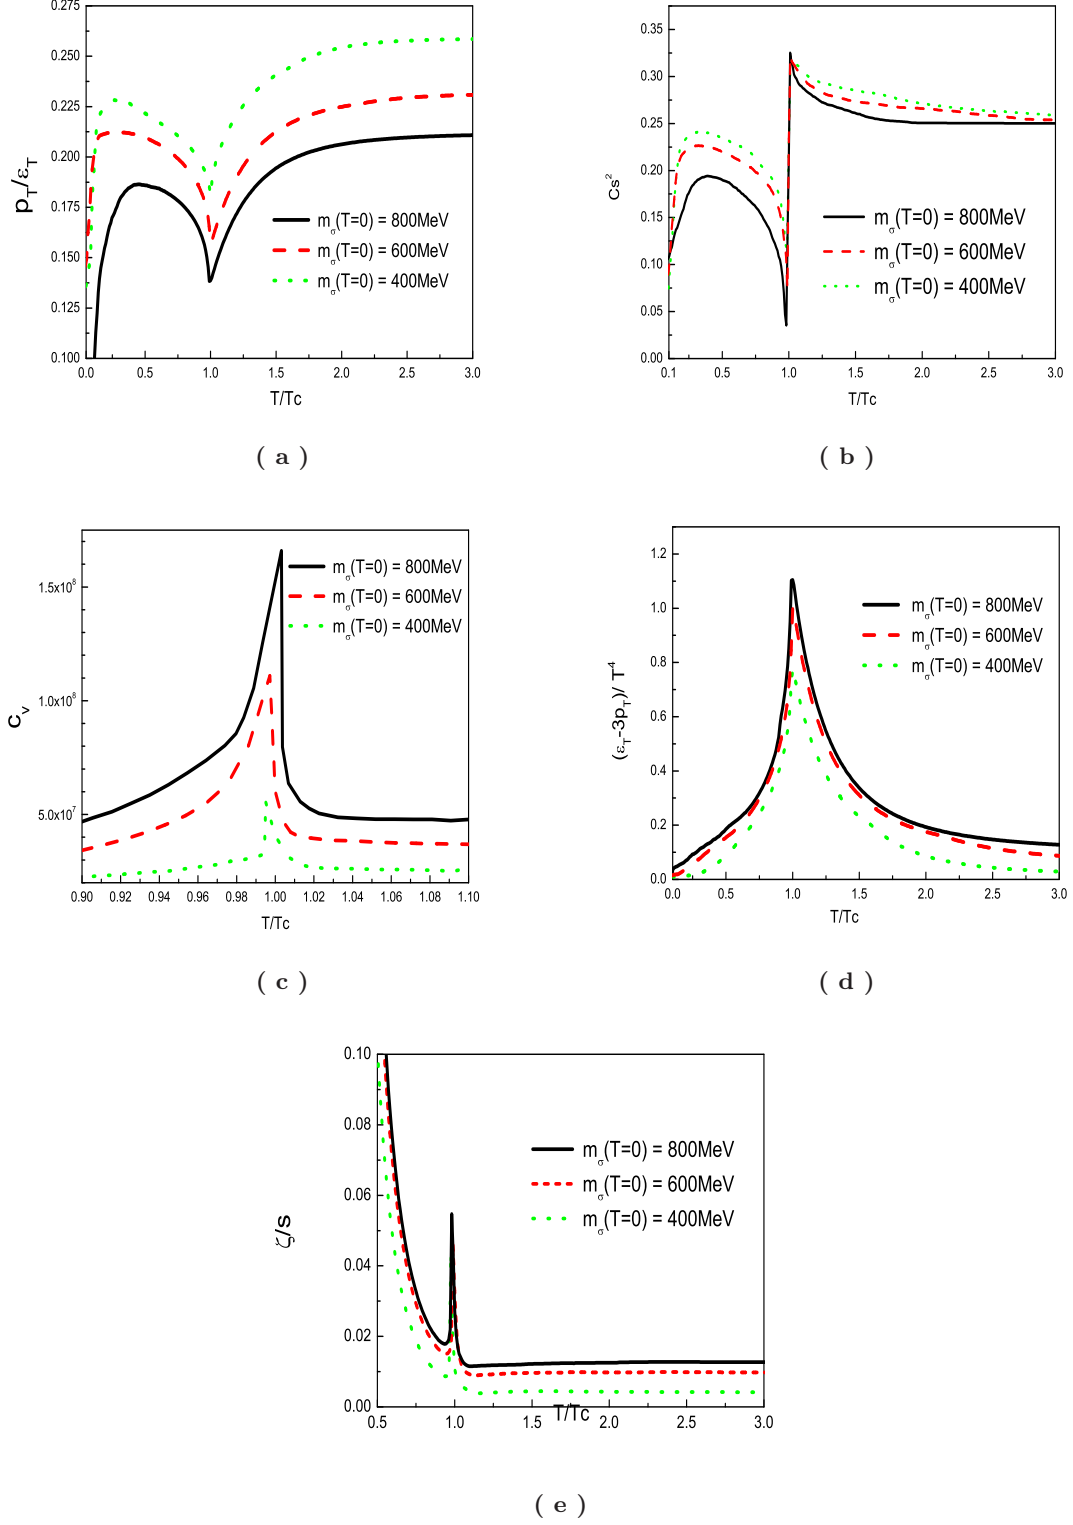 0.275
0.250
0.225
0.200
0.175
0.150
0.125
0.100
p_T/ε_T
m_σ(T=0) = 800MeV
m_σ(T=0) = 600MeV
m_σ(T=0) = 400MeV
0.0 0.5 1.0 1.5 2.0 2.5 3.0
T/Tc
( a )
0.35
0.30
0.25
0.20
0.15
0.10
0.05
0.00
Cs²
m_σ(T=0) = 800MeV
m_σ(T=0) = 600MeV
m_σ(T=0) = 400MeV
0.1 0.5 1.0 1.5 2.0 2.5 3.0
T/Tc
( b )
1.5x10⁸
1.0x10⁸
5.0x10⁷
C_v
m_σ(T=0) = 800MeV
m_σ(T=0) = 600MeV
m_σ(T=0) = 400MeV
0.90 0.92 0.94 0.96 0.98 1.00 1.02 1.04 1.06 1.08 1.10
T/Tc
( c )
1.2
1.0
0.8
0.6
0.4
0.2
0.0
(ε_T-3p_T)/ T⁴
m_σ(T=0) = 800MeV
m_σ(T=0) = 600MeV
m_σ(T=0) = 400MeV
0.0 0.5 1.0 1.5 2.0 2.5 3.0
T/Tc
( d )
0.10
0.08
0.06
0.04
0.02
0.00
ζ/s
m_σ(T=0) = 800MeV
m_σ(T=0) = 600MeV
m_σ(T=0) = 400MeV
0.5 1.0 1.5 2.0 2.5 3.0
T/Tc
( e )